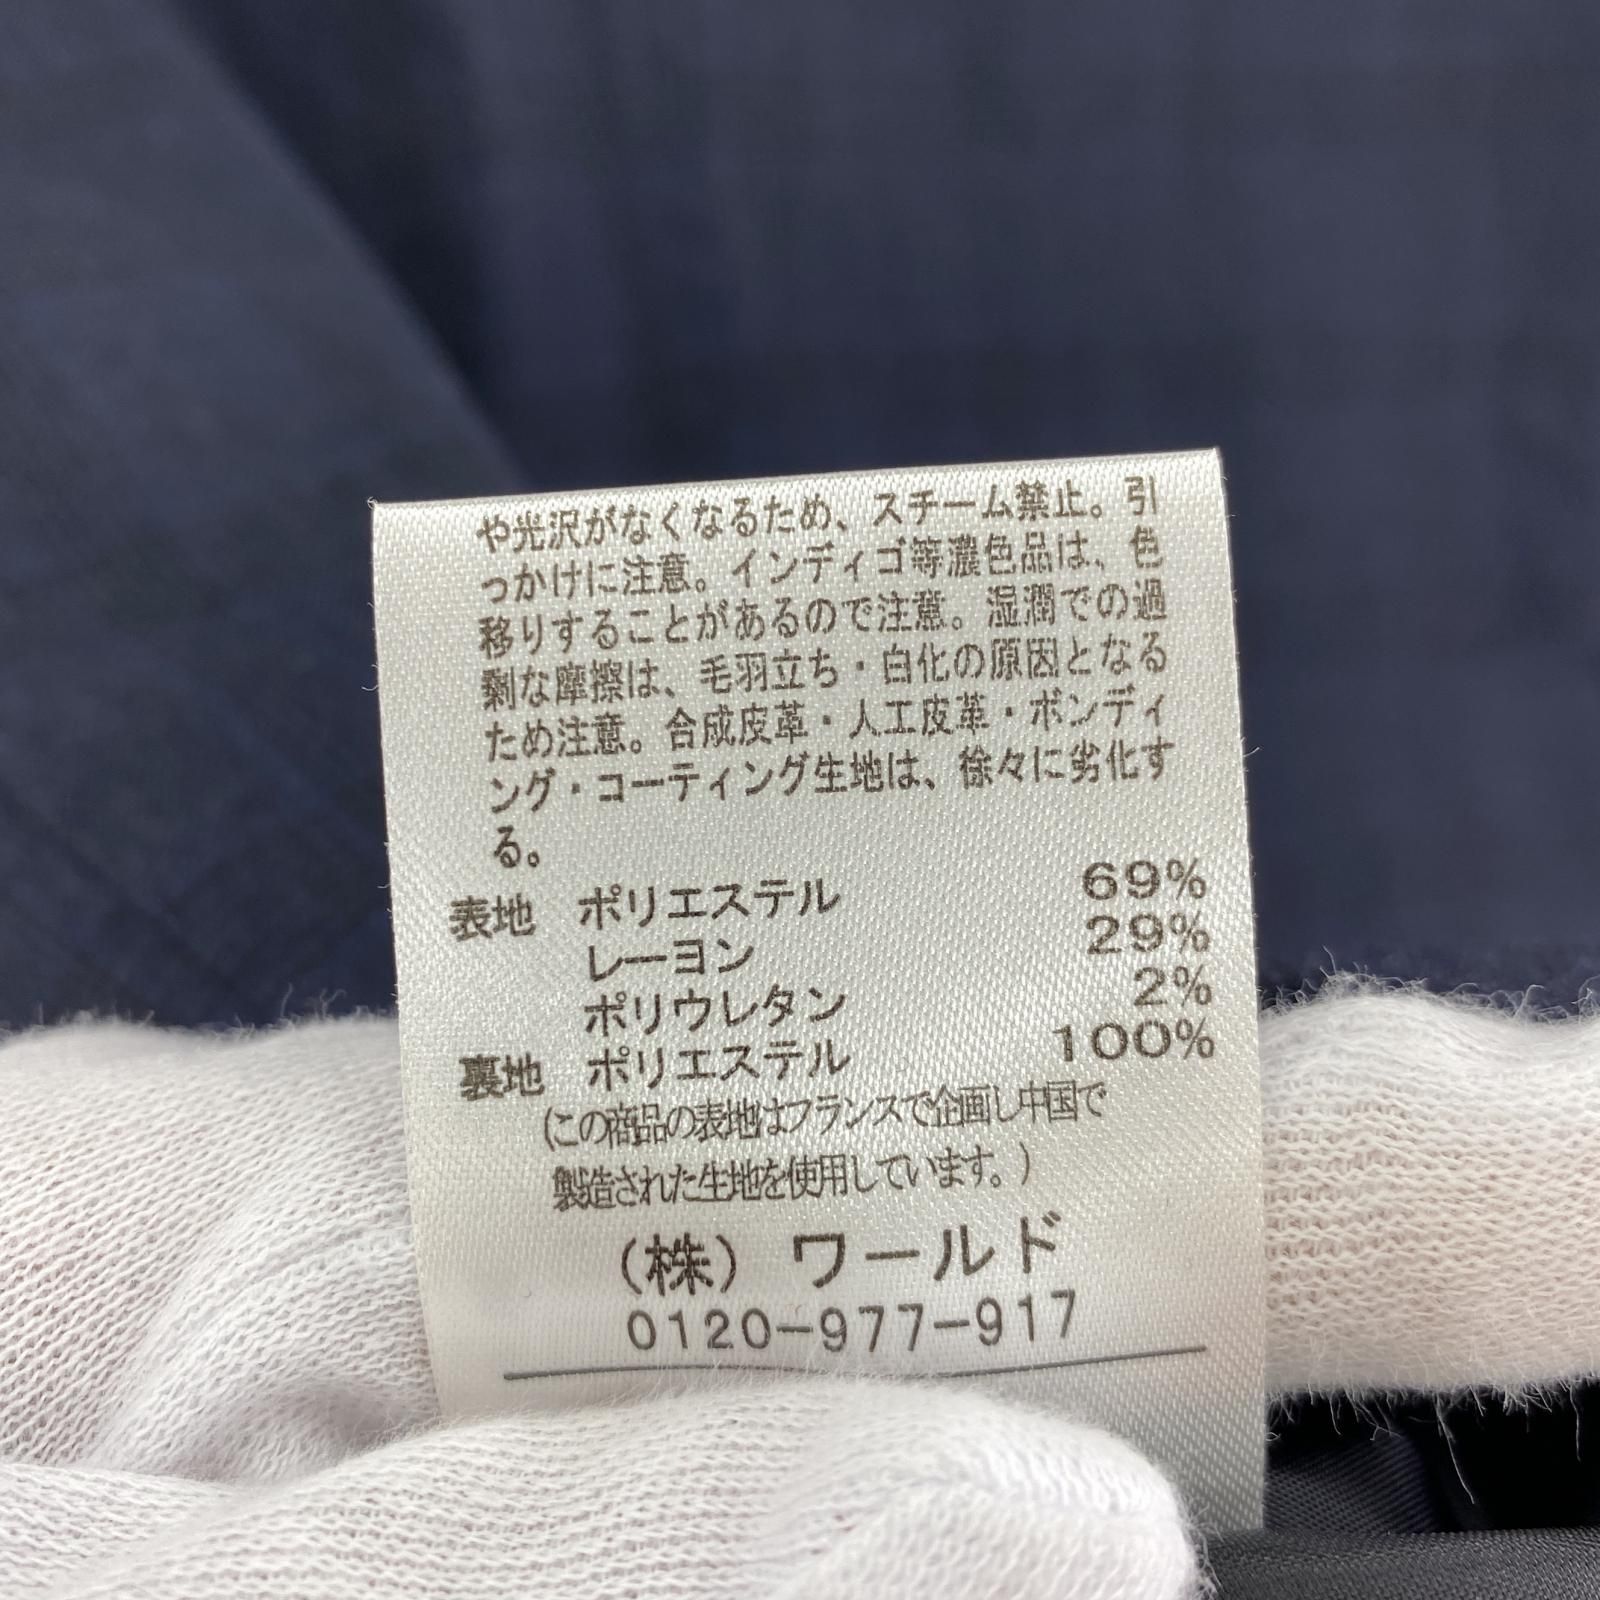 や光沢がなくなるため、スチーム禁止。引
っかけに注意。インディゴ等濃色品は、色
移りすることがあるので注意。湿潤での過
剰な摩擦は、毛羽立ち・白化の原因となる
ため注意。合成皮革・人工皮革・ボンディ
ング・コーティング生地は、徐々に劣化す
る。
表地 ポリエステル 69%
レーヨン 29%
ポリウレタン 2%
裏地 ポリエステル 100%
(この商品の表地はフランスで企画し中国で
製造された生地を使用しています。)
(株) ワールド
0120-977-917